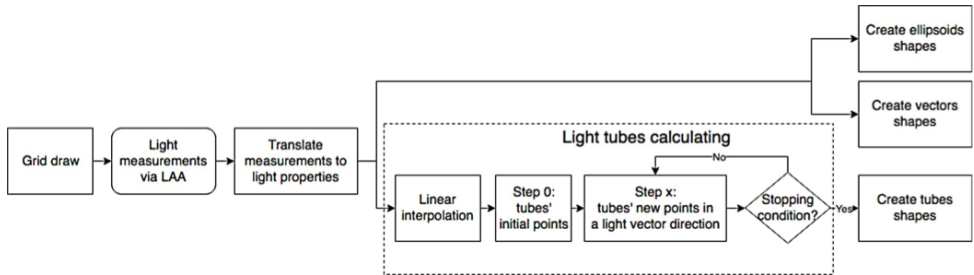 Grid draw
Light
measurements
via LAA
Translate
measurements to
light properties
Create ellipsoids
shapes
Create vectors
shapes
Light tubes calculating
Linear
interpolation
Step 0:
tubes'
initial points
Step x:
tubes' new points in
a light vector direction
No
Stopping
condition?
Yes
Create tubes
shapes